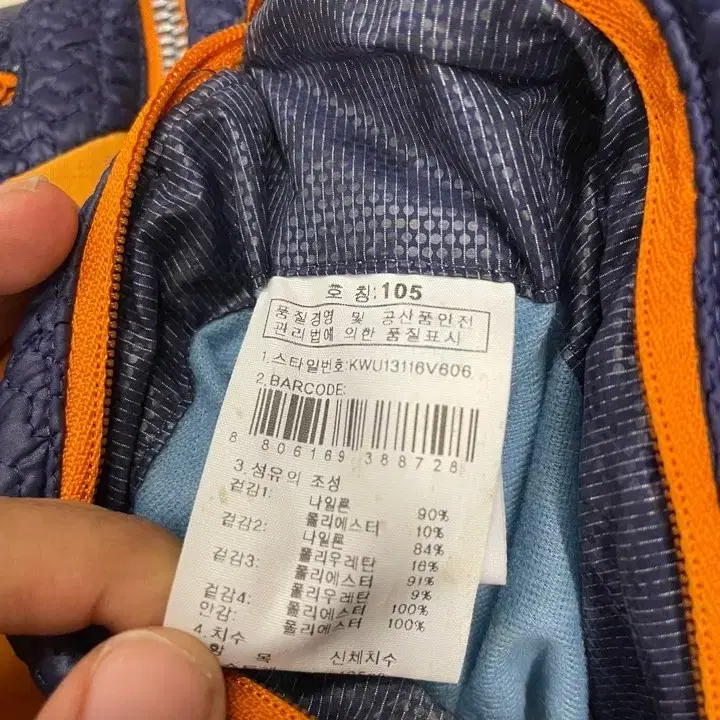 호 칭:105
품질경명 및 공산품안전
관리법에 의한 품질표시
1.스타일번호:KWU13116V606
2.BARCODE:
8 806169 388728
3.섬유의 조성
겉감1: 나일론 90%
폴리에스터 10%
겉감2: 나일론 84%
폴리우레탄 16%
겉감3: 폴리에스터 91%
폴리우레탄 9%
겉감4: 폴리에스터 100%
안감: 폴리에스터 100%
4.치수
항 목 신체치수